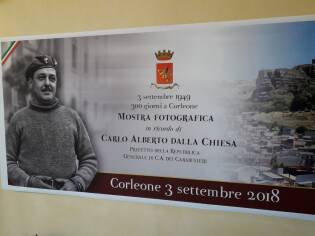 3 settembre 1949
300 giorni a Corleone
MOSTRA FOTOGRAFICA
in ricordo di
CARLO ALBERTO DALLA CHIESA
PREFETTO DELLA REPUBBLICA
GENERALE DI C.A. DEI CARABINIERI
Corleone 3 settembre 2018